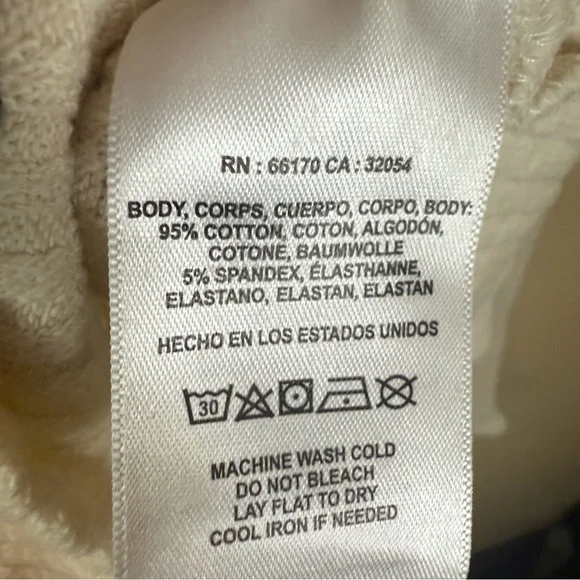 RN : 66170 CA : 32054
BODY, CORPS, CUERPO, CORPO, BODY:
95% COTTON, COTON, ALGODÓN,
COTONE, BAUMWOLLE
5% SPANDEX, ÉLASTHANNE,
ELASTANO, ELASTAN, ELASTAN
HECHO EN LOS ESTADOS UNIDOS
30
MACHINE WASH COLD
DO NOT BLEACH
LAY FLAT TO DRY
COOL IRON IF NEEDED